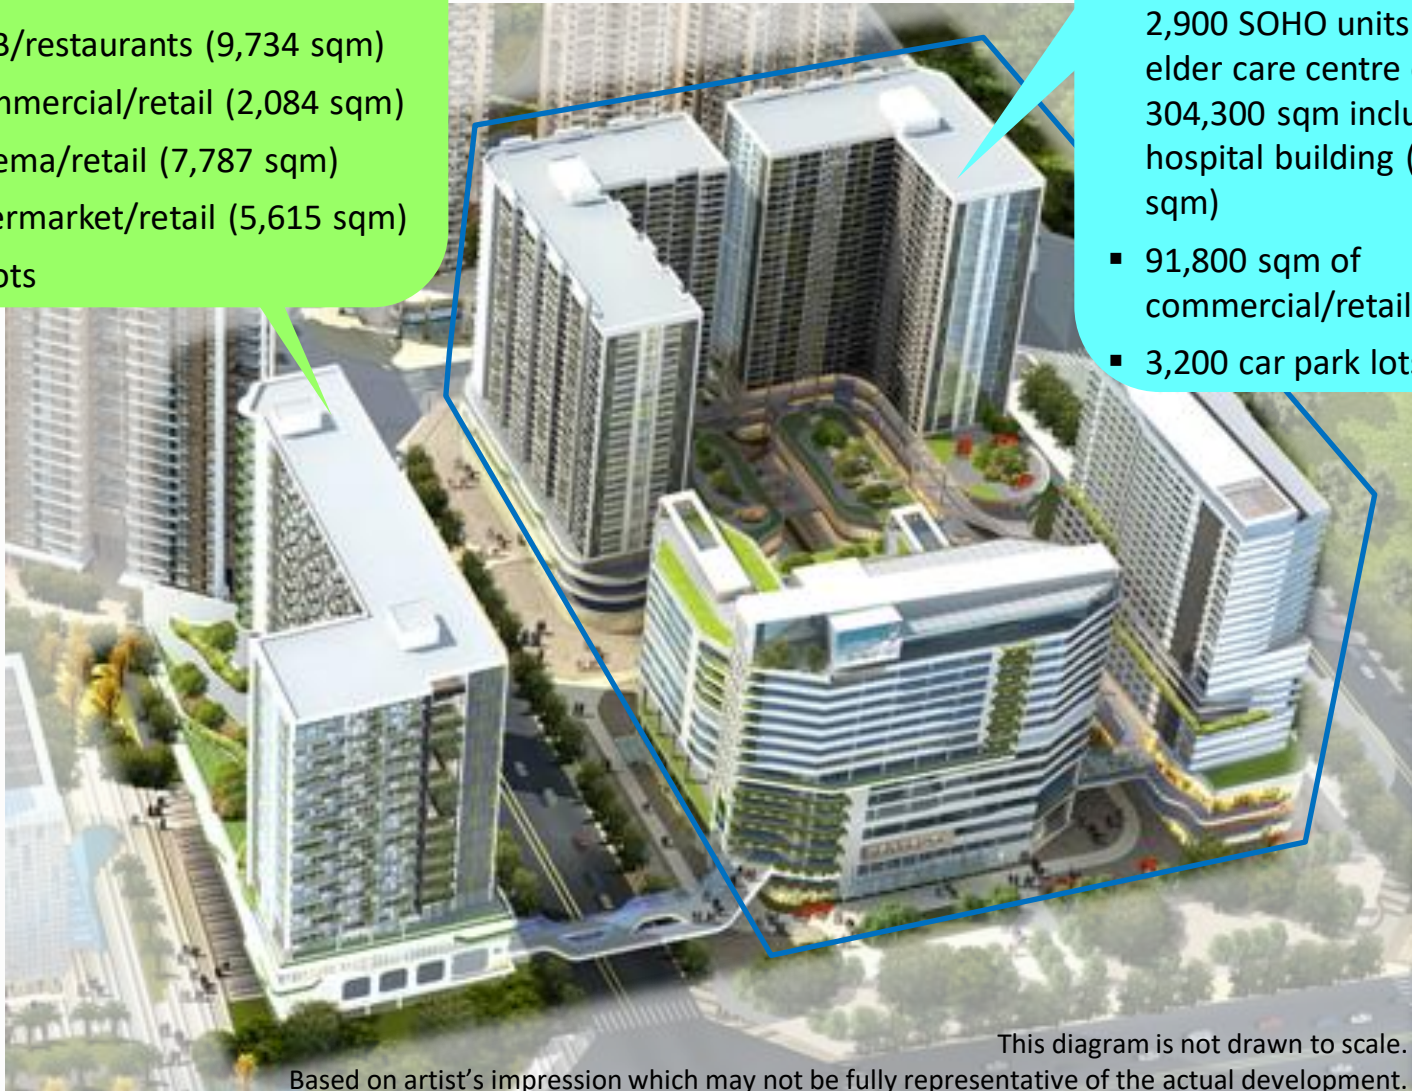 B/restaurants (9,734 sqm)
mmercial/retail (2,084 sqm)
ema/retail (7,787 sqm)
ermarket/retail (5,615 sqm)
ots
2,900 SOHO units
elder care centre
304,300 sqm inclu
hospital building (
sqm)
▪ 91,800 sqm of
commercial/retail
▪ 3,200 car park lots
This diagram is not drawn to scale.
Based on artist's impression which may not be fully representative of the actual development.